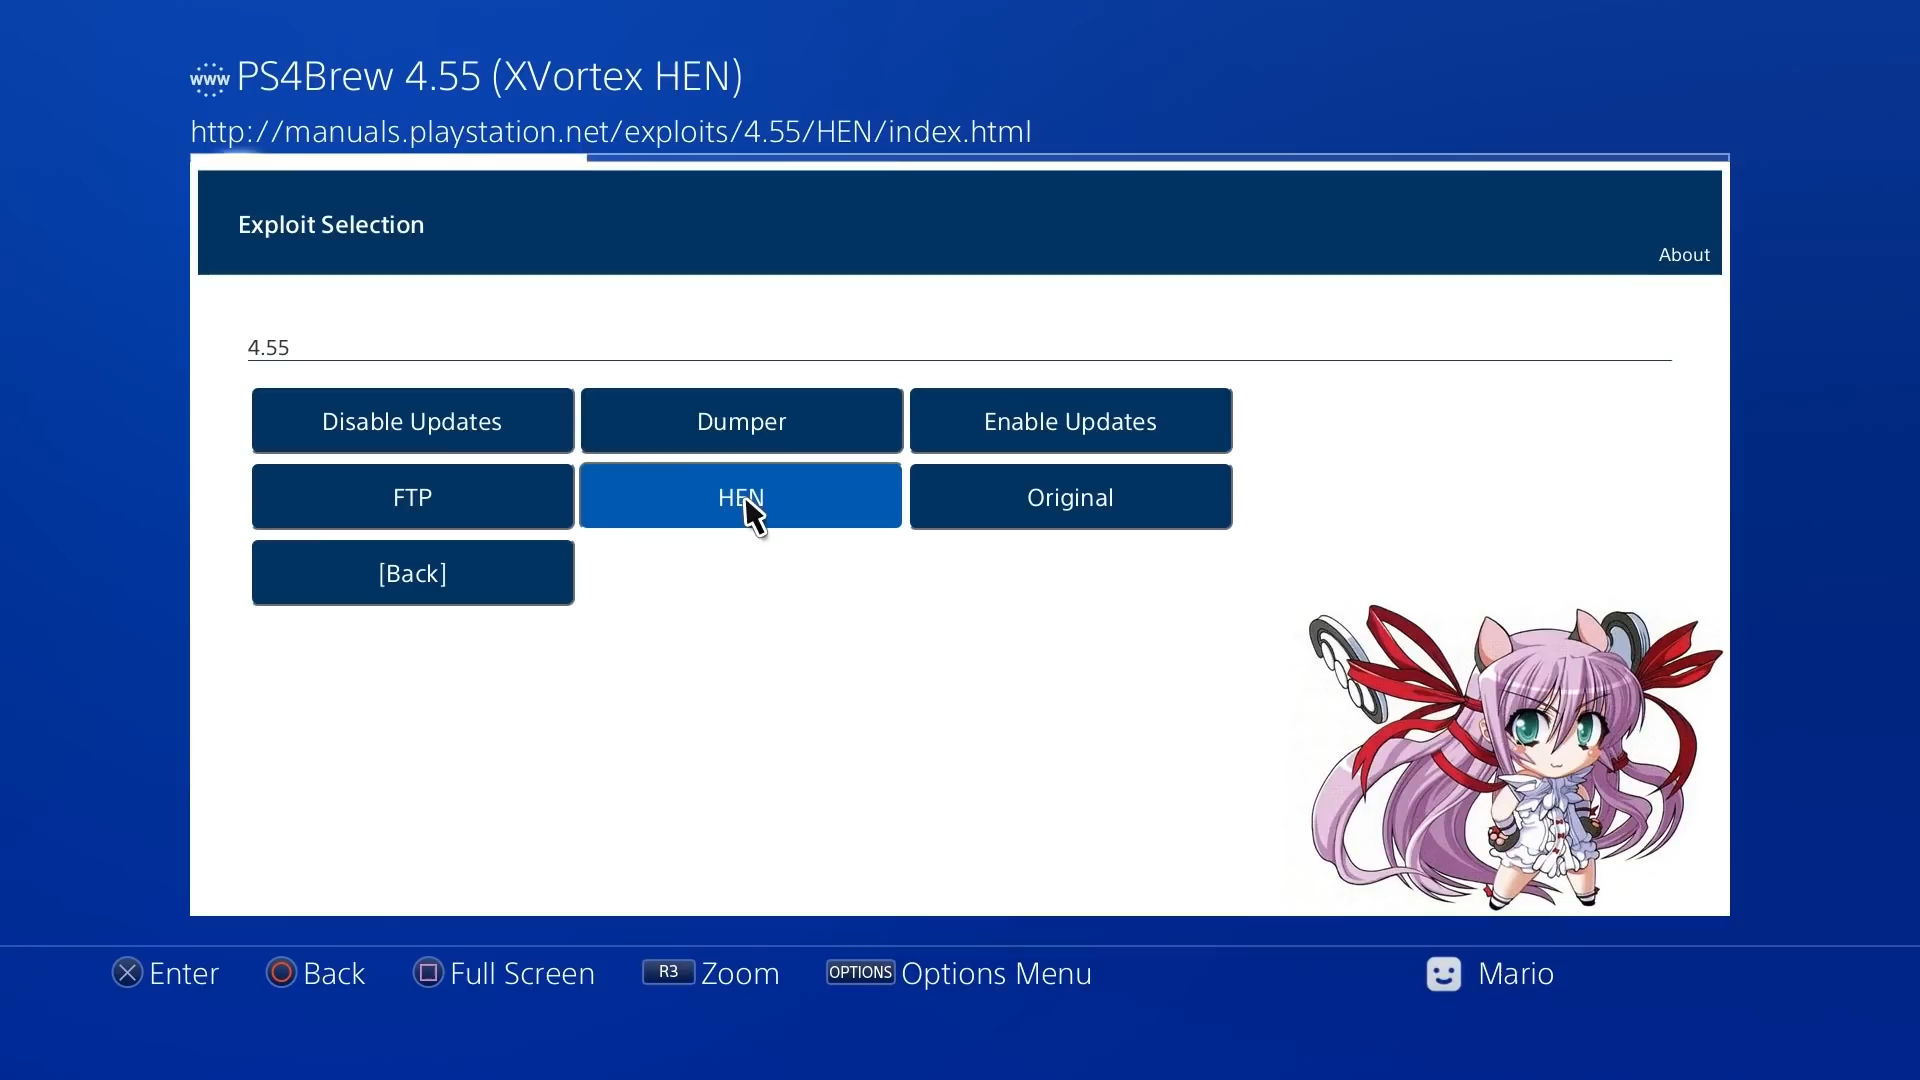 www PS4Brew 4.55 (XVortex HEN)
http://manuals.playstation.net/exploits/4.55/HEN/index.html
Exploit Selection
About
4.55
Disable Updates Dumper Enable Updates
FTP HEN Original
[Back]
Enter Back Full Screen R3 Zoom OPTIONS Options Menu Mario